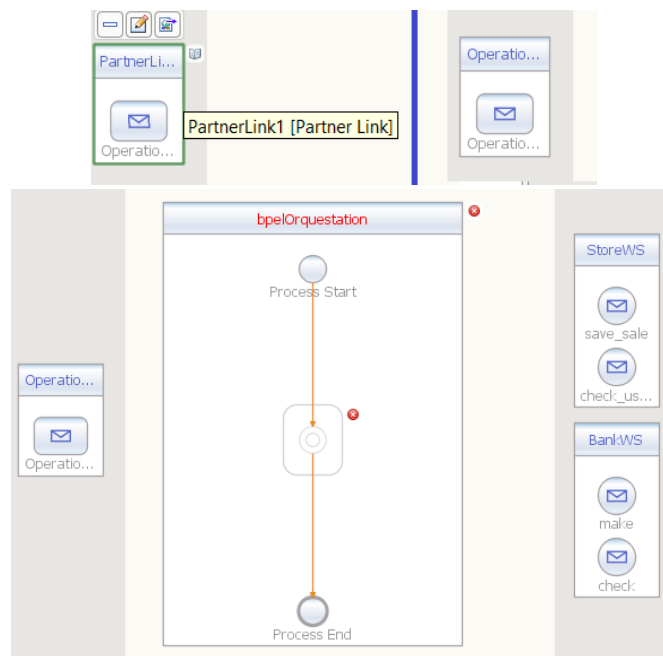 PartnerLi...
Operatio...
PartnerLink1 [Partner Link]
Operatio...
Operatio...
bpelOrquestation
Process Start
Process End
Operatio...
Operatio...
StoreWS
save_sale
check_us...
BankWS
make
check